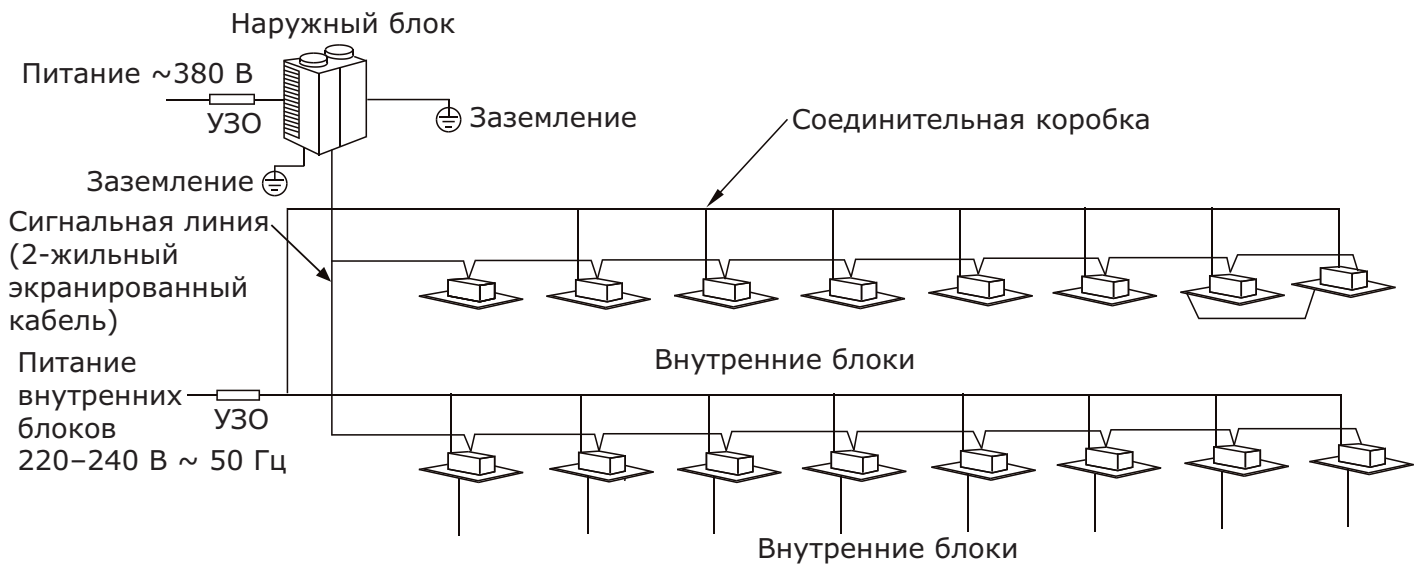 Наружный блок
Питание ~380 В
УЗО
Заземление
Соединительная коробка
Заземление
Сигнальная линия
(2-жильный
экранированный
кабель)
Внутренние блоки
Питание
внутренних
блоков
220–240 В ~ 50 Гц
УЗО
Внутренние блоки